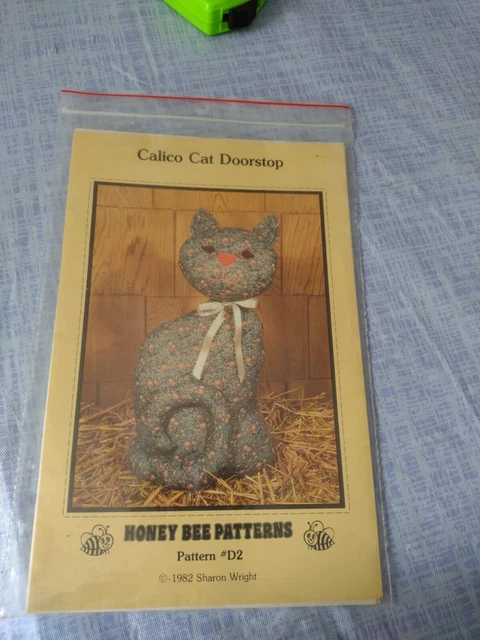 Calico Cat Doorstop
HONEY BEE PATTERNS
Pattern #D2
©-1982 Sharon Wright